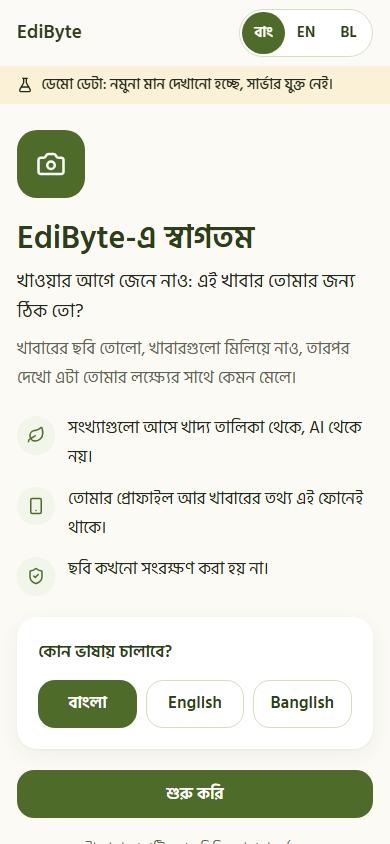 EdiByte
বাং EN BL
ডেমো ডেটা: নমুনা মান দেখানো হচ্ছে, সার্ভার যুক্ত নেই।
EdiByte-এ স্বাগতম
খাওয়ার আগে জেনে নাও: এই খাবার তোমার জন্য
ঠিক তো?
খাবারের ছবি তোলো, খাবারগুলো মিলিয়ে নাও, তারপর
দেখো এটা তোমার লক্ষ্যের সাথে কেমন মেলে।
সংখ্যাগুলো আসে খাদ্য তালিকা থেকে, AI থেকে
নয়।
তোমার প্রোফাইল আর খাবারের তথ্য এই ফোনেই
থাকে।
ছবি কখনো সংরক্ষণ করা হয় না।
কোন ভাষায় চালাবে?
বাংলা English Banglish
শুরু করি